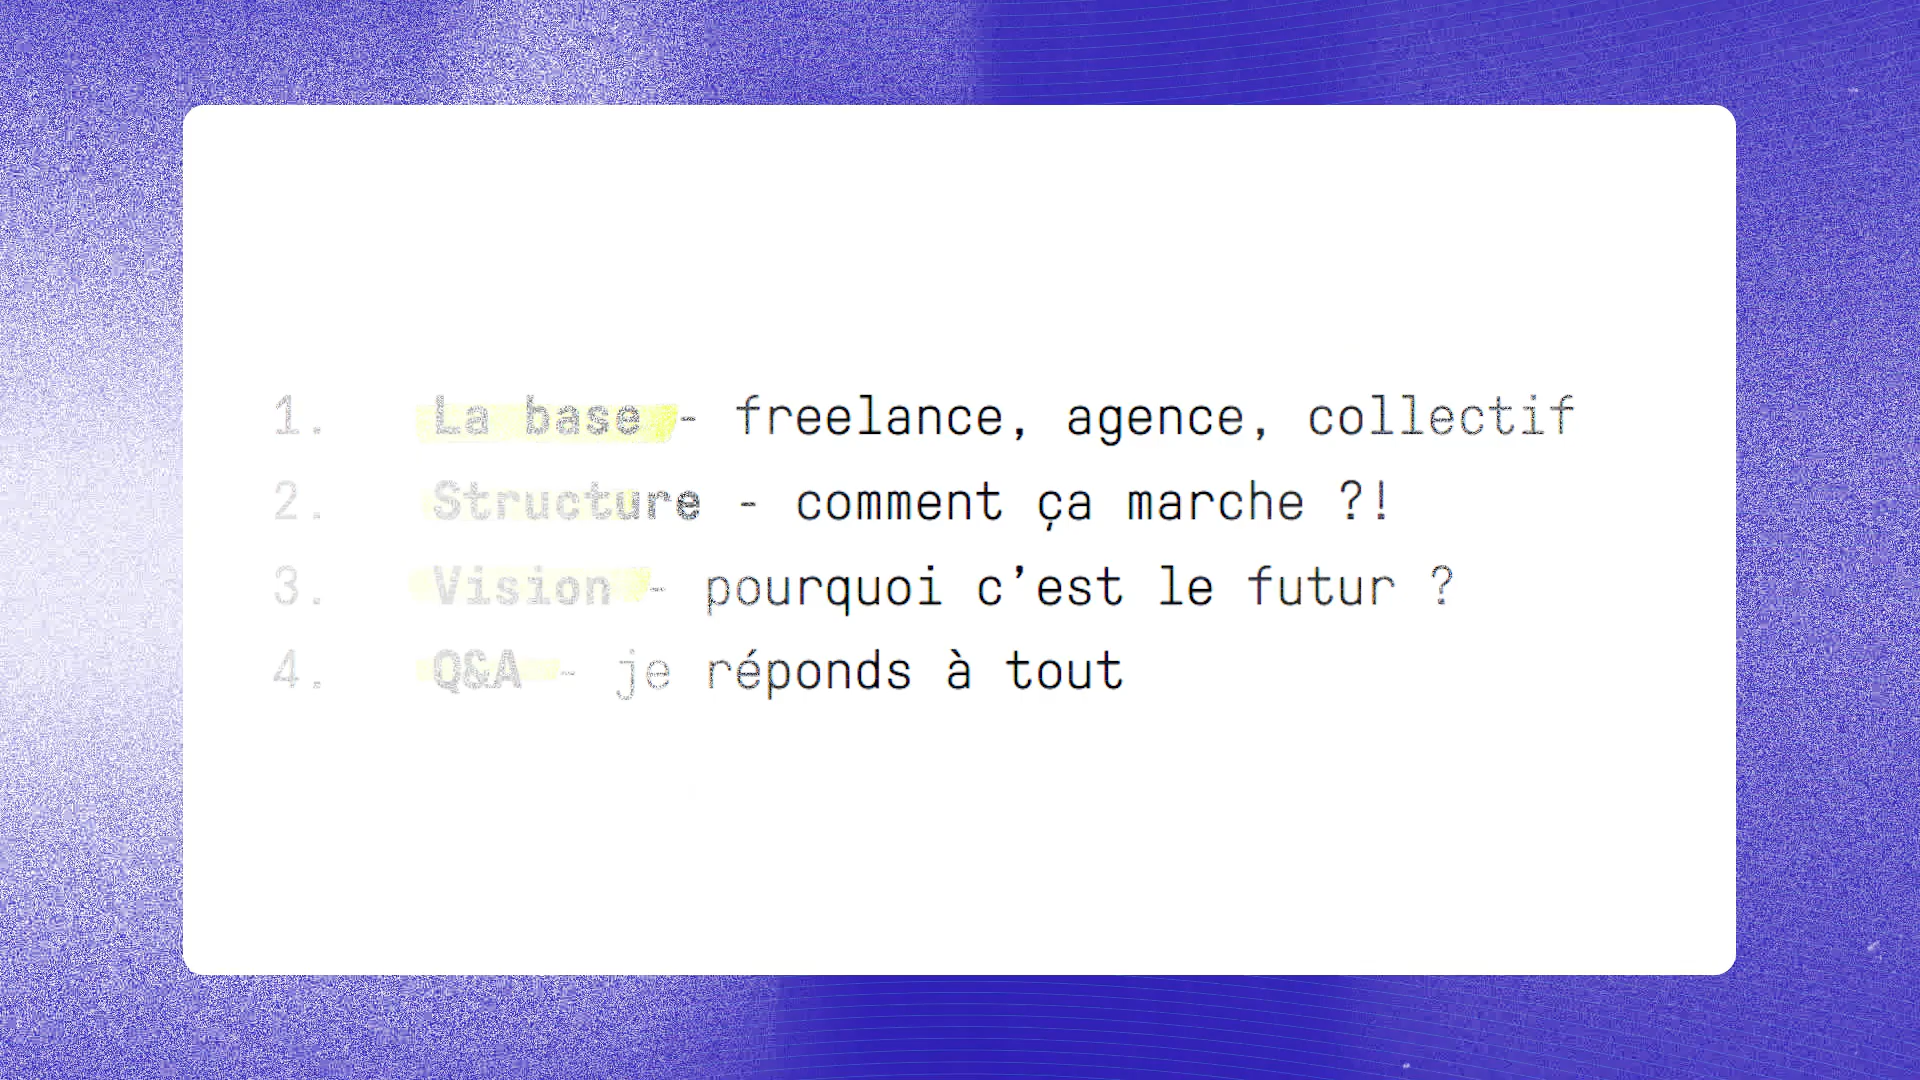 1. La base - freelance, agence, collectif
2. Structure - comment ça marche ?!
3. Vision - pourquoi c’est le futur ?
4. Q&A - je réponds à tout